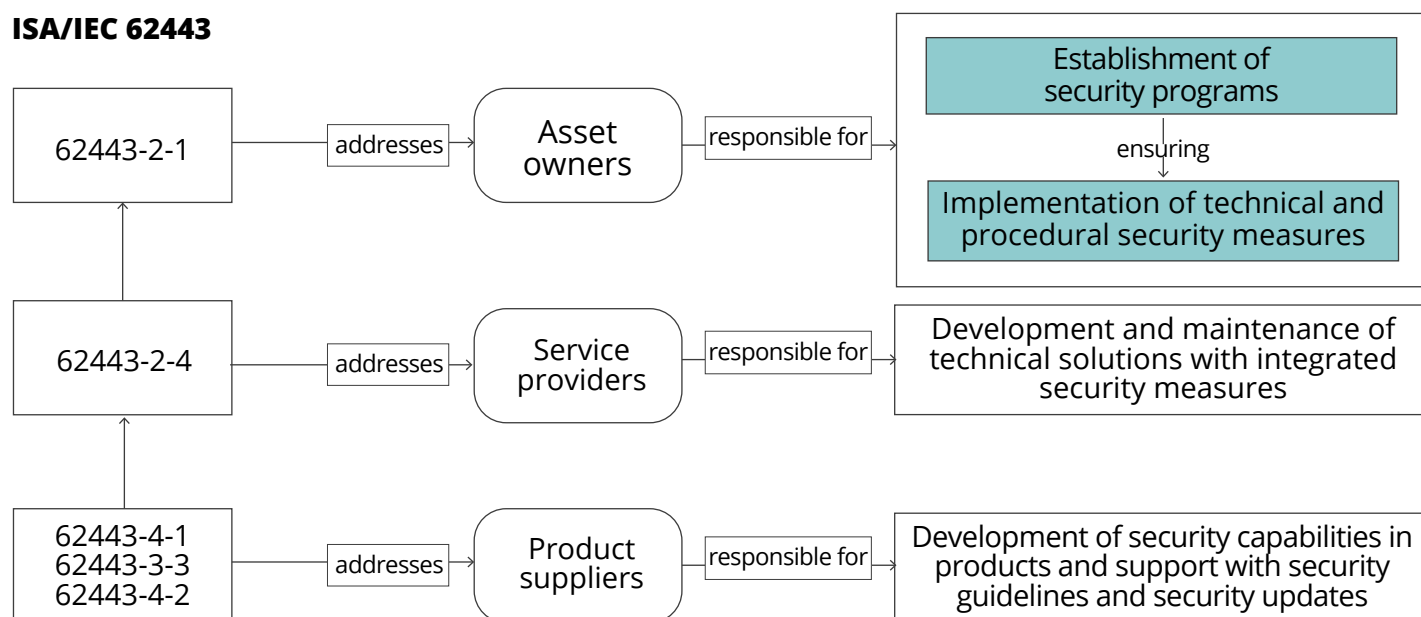 ISA/IEC 62443
62443-2-1
addresses
Asset
owners
responsible for
Establishment of
security programs
ensuring
Implementation of technical and
procedural security measures
62443-2-4
addresses
Service
providers
responsible for
Development and maintenance of
technical solutions with integrated
security measures
62443-4-1
62443-3-3
62443-4-2
addresses
Product
suppliers
responsible for
Development of security capabilities in
products and support with security
guidelines and security updates